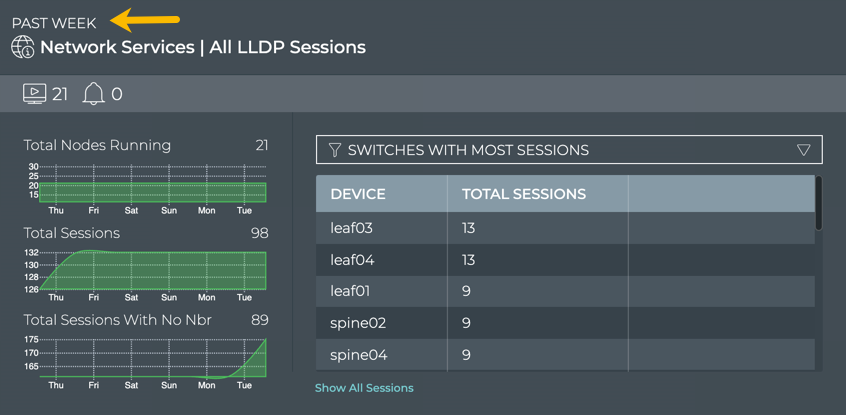 PAST WEEK
Network Services | All LLDP Sessions
21 0
Total Nodes Running 21
30
25
20
15
Thu Fri Sat Sun Mon Tue
Total Sessions 98
132
130
128
126
Thu Fri Sat Sun Mon Tue
Total Sessions With No Nbr 89
175
170
165
Thu Fri Sat Sun Mon Tue
SWITCHES WITH MOST SESSIONS
DEVICE TOTAL SESSIONS
leaf03 13
leaf04 13
leaf01 9
spine02 9
spine04 9
Show All Sessions